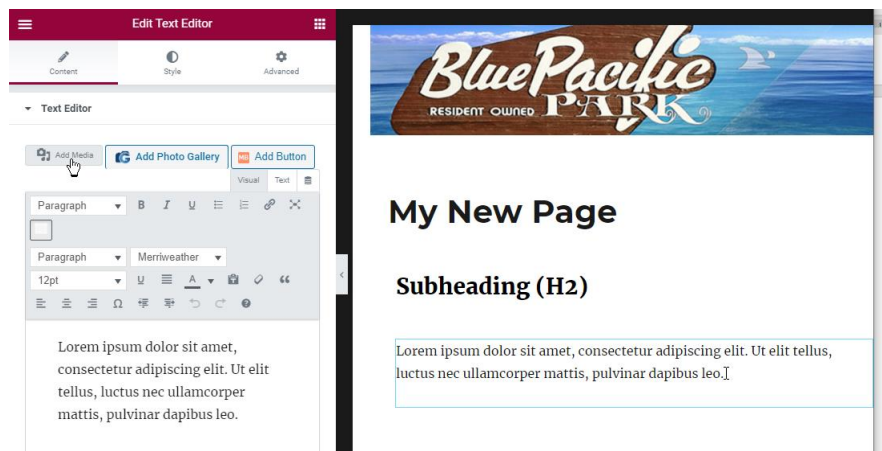 Edit Text Editor
Content
Style
Advanced
Text Editor
Add Media
Add Photo Gallery
Add Button
Visual
Text
Paragraph
B
I
U
Paragraph
Merriweather
12pt
U
A
Ω
Lorem ipsum dolor sit amet,
consectetur adipiscing elit. Ut elit
tellus, luctus nec ullamcorper
mattis, pulvinar dapibus leo.
Blue Pacific
RESIDENT OWNED PARK
My New Page
Subheading (H2)
Lorem ipsum dolor sit amet, consectetur adipiscing elit. Ut elit tellus,
luctus nec ullamcorper mattis, pulvinar dapibus leo.